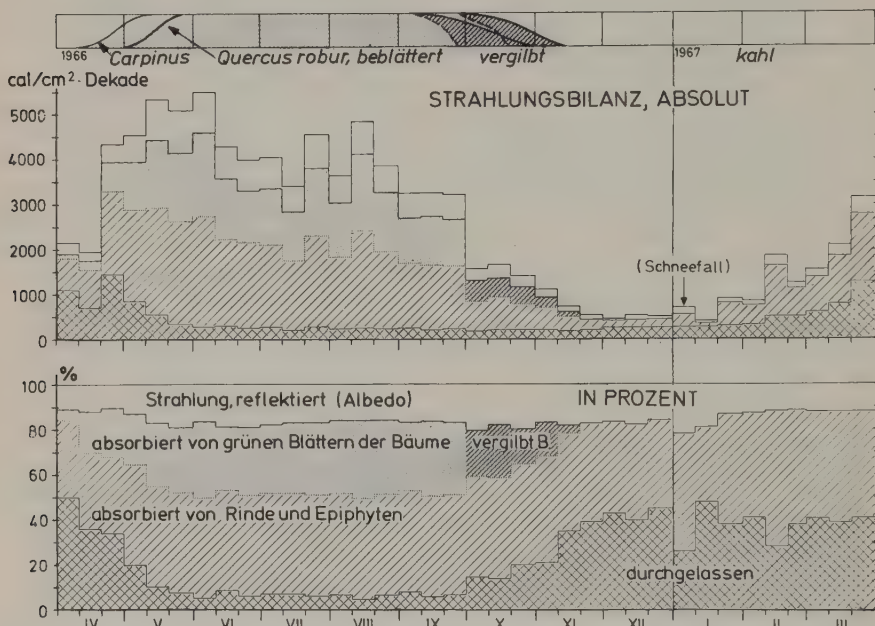 1966 Carpinus Quercus robur, beblättert vergilbt 1967 kahl
cal/cm²· Dekade
STRAHLUNGSBILANZ, ABSOLUT
5000
4000
3000
2000
(Schneefall)
1000
0
%
100
Strahlung, reflektiert (Albedo) IN PROZENT
80
absorbiert von grünen Blättern der Bäume vergilbt B.
60
absorbiert von Rinde und Epiphyten
40
20
durchgelassen
0
IV V VI VII VIII IX X XI XII I II III